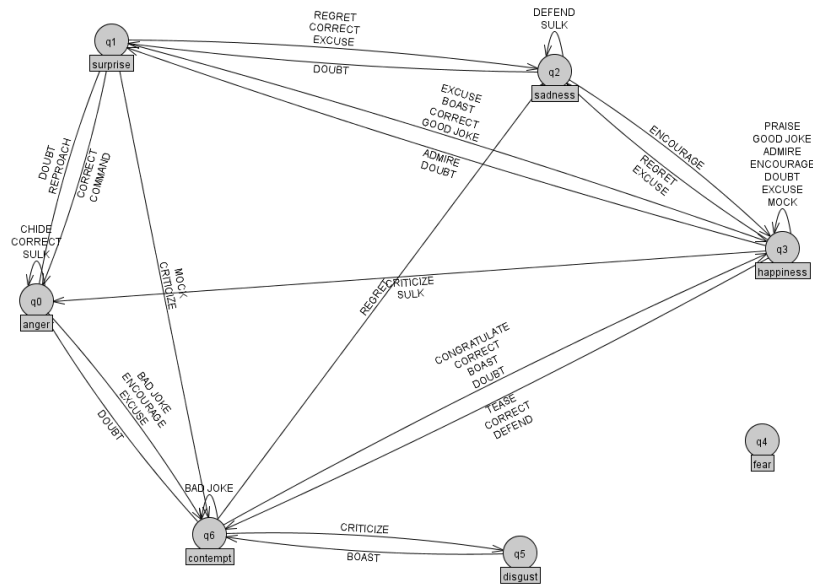 q1
surprise
REGRET
CORRECT
EXCUSE
DOUBT
DEFEND
SULK
q2
sadness
EXCUSE
BOAST
CORRECT
GOOD JOKE
ADMIRE
DOUBT
ENCOURAGE
REGRET
EXCUSE
PRAISE
GOOD JOKE
ADMIRE
ENCOURAGE
DOUBT
EXCUSE
MOCK
q3
happiness
DOUBT
REPROACH
CORRECT
COMMAND
CHIDE
CORRECT
SULK
q0
anger
MOCK
CRITICIZE
REGRET
CRITICIZE
SULK
BAD JOKE
ENCOURAGE
EXCUSE
DOUBT
CONGRATULATE
CORRECT
BOAST
DOUBT
TEASE
CORRECT
DEFEND
q4
fear
BAD JOKE
q6
contempt
CRITICIZE
BOAST
q5
disgust